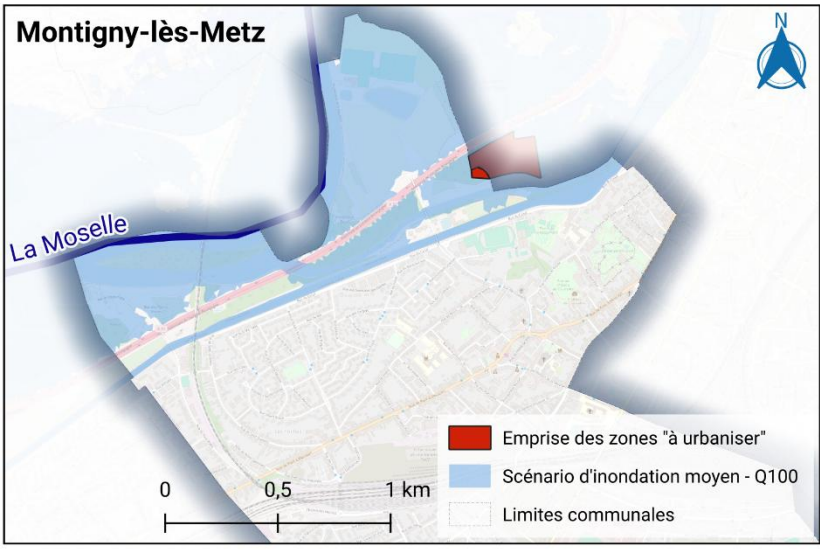 Montigny-lès-Metz
N
La Moselle
Emprise des zones "à urbaniser"
Scénario d'inondation moyen - Q100
Limites communales
0 0,5 1 km